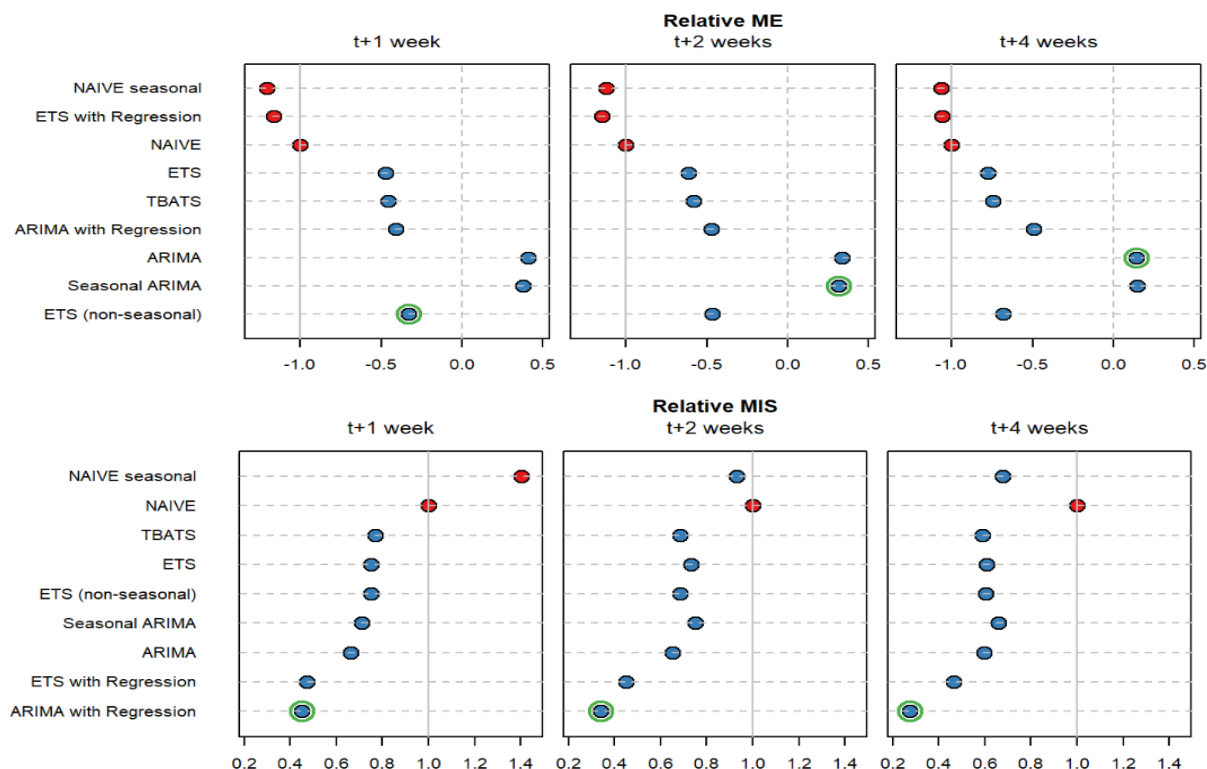 Relative ME
t+1 week t+2 weeks t+4 weeks
NAIVE seasonal
ETS with Regression
NAIVE
ETS
TBATS
ARIMA with Regression
ARIMA
Seasonal ARIMA
ETS (non-seasonal)
-1.0 -0.5 0.0 0.5 -1.0 -0.5 0.0 0.5 -1.0 -0.5 0.0 0.5
Relative MIS
t+1 week t+2 weeks t+4 weeks
NAIVE seasonal
NAIVE
TBATS
ETS
ETS (non-seasonal)
Seasonal ARIMA
ARIMA
ETS with Regression
ARIMA with Regression
0.2 0.4 0.6 0.8 1.0 1.2 1.4 0.2 0.4 0.6 0.8 1.0 1.2 1.4 0.2 0.4 0.6 0.8 1.0 1.2 1.4